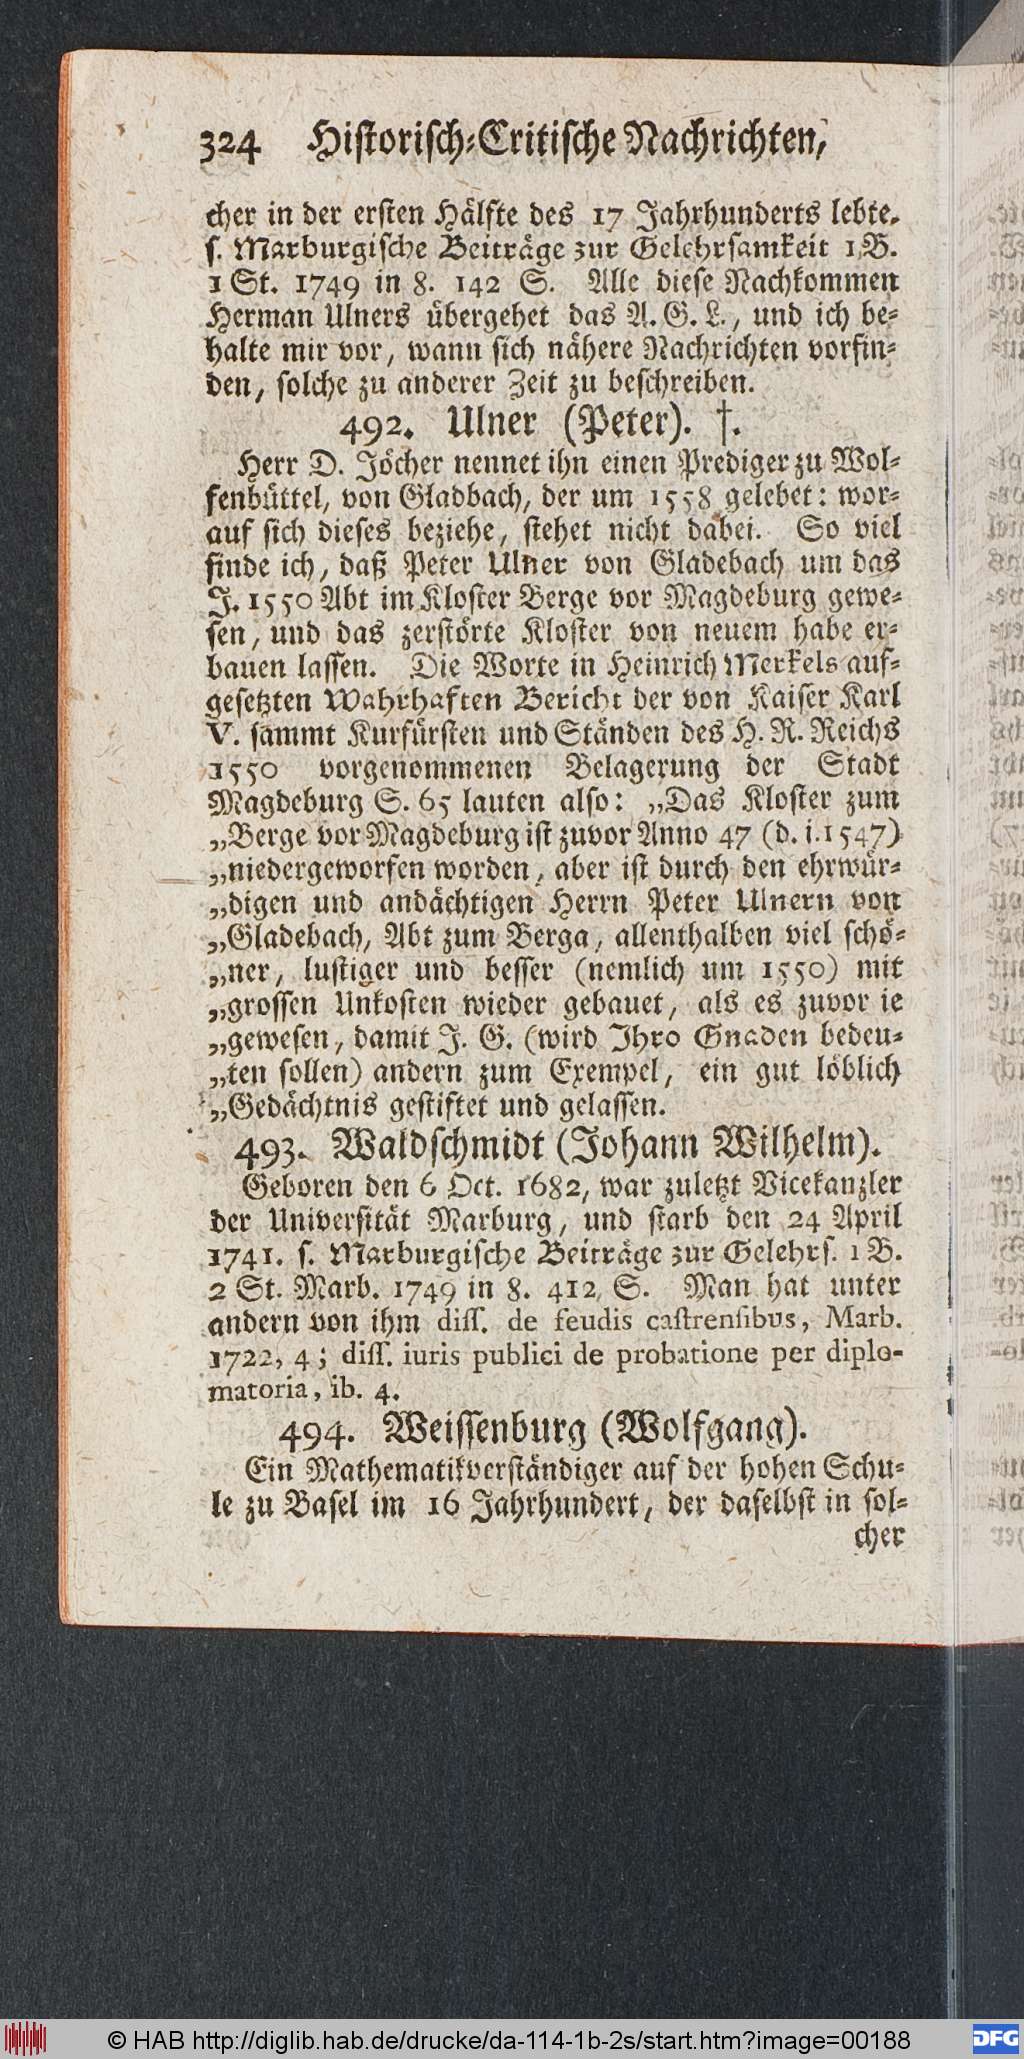 324 Historisch-Critische Nachrichten,
cher in der ersten Hälfte des 17 Jahrhunderts lebte.
s. Marburgische Beiträge zur Gelehrsamkeit 1. B.
1 St. 1749 in 8. 142 S. Alle diese Nachkommen
Herman Ulners übergehet das A. G. L., und ich be-
halte mir vor, wann sich nähere Nachrichten vorfin-
den, solche zu anderer Zeit zu beschreiben.
492. Ulner (Peter). †.
Herr D. Jöcher nennet ihn einen Prediger zu Wol-
fenbüttel, von Gladbach, der um 1558 gelebet: wor-
auf sich dieses beziehe, stehet nicht dabei. So viel
finde ich, daß Peter Ulner von Gladebach um das
J. 1550 Abt im Kloster Berge vor Magdeburg gewe-
sen, und das zerstörte Kloster von neuem habe er-
bauen lassen. Die Worte in Heinrich Merkels auf-
gesetzten Wahrhaften Bericht der von Kaiser Karl
V. sammt Kurfürsten und Ständen des H. R. Reichs
1550 vorgenommenen Belagerung der Stadt
Magdeburg S. 65 lauten also: „Das Kloster zum
„Berge vor Magdeburg ist zuvor Anno 47 (d. i. 1547)
„niedergeworfen worden, aber ist durch den ehrwür-
„digen und andächtigen Herrn Peter Ulnern von
„Gladebach, Abt zum Berga, allenthalben viel schö-
„ner, lustiger und besser (nemlich um 1550) mit
„grossen Unkosten wieder gebauet, als es zuvor ie
„gewesen, damit J. G. (wird Ihro Gnaden bedeu-
„ten sollen) andern zum Exempel, ein gut löblich
„Gedächtnis gestiftet und gelassen.
493. Waldschmidt (Johann Wilhelm).
Geboren den 6 Oct. 1682, war zuletzt Vicekanzler
der Universität Marburg, und starb den 24 April
1741. s. Marburgische Beiträge zur Gelehrs. 1 B.
2 St. Marb. 1749 in 8. 412 S. Man hat unter
andern von ihm diss. de feudis castrensibus, Marb.
1722, 4; diss. iuris publici de probatione per diplo-
matoria, ib. 4.
494. Weissenburg (Wolfgang).
Ein Mathematikverständiger auf der hohen Schu-
le zu Basel im 16 Jahrhundert, der daselbst in sol-
cher
© HAB http://diglib.hab.de/drucke/da-114-1b-2s/start.htm?image=00188
DFG